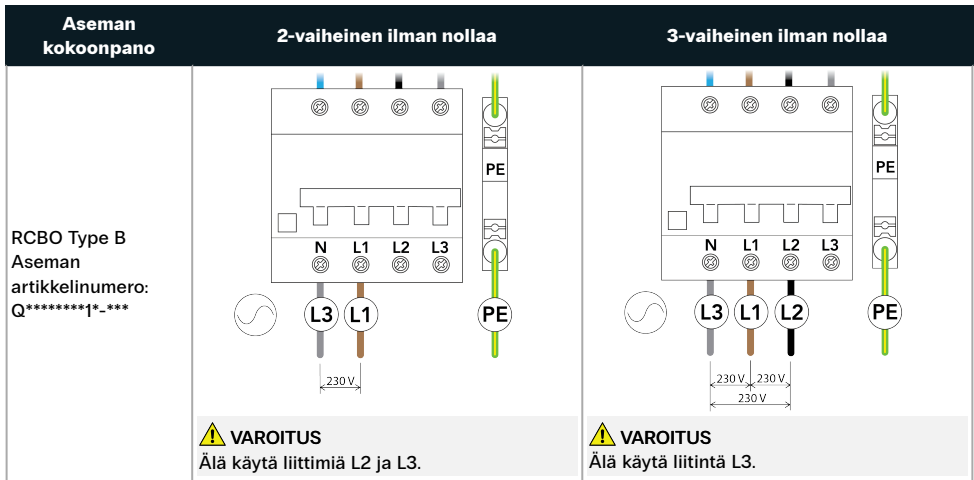 Aseman
kokoonpano
2-vaiheinen ilman nollaa
3-vaiheinen ilman nollaa
RCBO Type B
Aseman
artikkelinumero:
Q********1*-***
PE
N L1 L2 L3
L3 L1 PE
230 V
VAROITUS
Älä käytä liittimiä L2 ja L3.
PE
N L1 L2 L3
L3 L1 L2 PE
230 V 230 V
230 V
VAROITUS
Älä käytä liitintä L3.